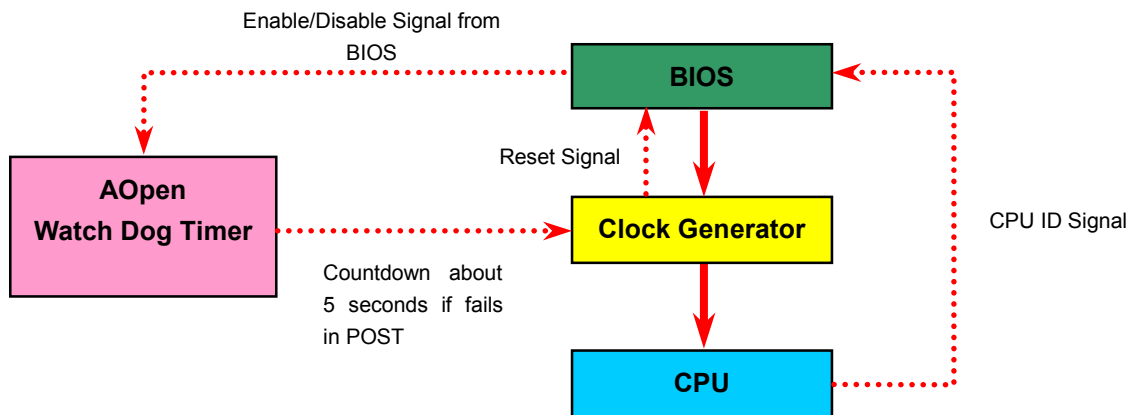 Enable/Disable Signal from
BIOS
BIOS
Reset Signal
AOpen
Watch Dog Timer
Clock Generator
CPU ID Signal
Countdown about
5 seconds if fails
in POST
CPU